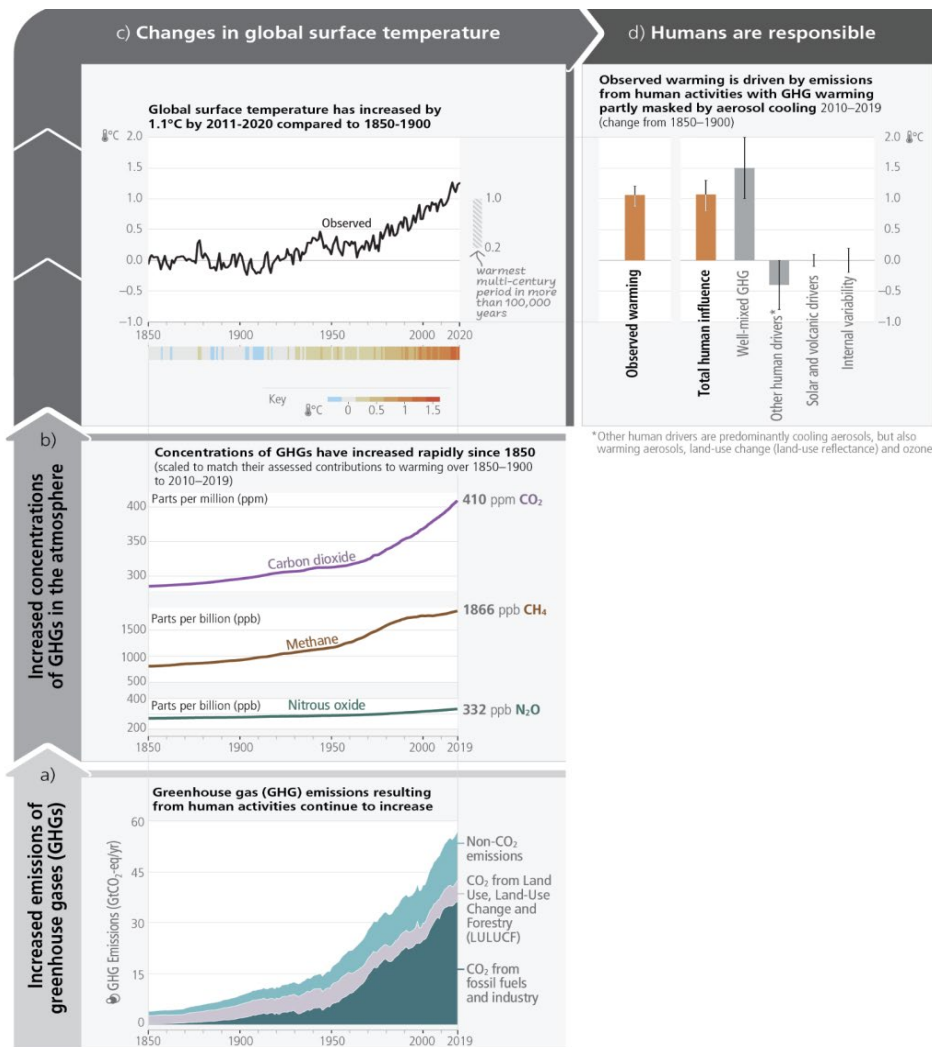 c) Changes in global surface temperature
Global surface temperature has increased by
1.1°C by 2011-2020 compared to 1850-1900
°C
2.0
1.5
1.0
0.5
0.0
−0.5
−1.0
Observed
1.0
0.2
warmest
multi-century
period in more
than 100,000
years
1850 1900 1950 2000 2020
Key
°C
0 0.5 1 1.5
d) Humans are responsible
Observed warming is driven by emissions
from human activities with GHG warming
partly masked by aerosol cooling 2010–2019
(change from 1850–1900)
°C
2.0
1.5
1.0
0.5
0.0
−0.5
−1.0
Observed warming
Total human influence
Well-mixed GHG
Other human drivers*
Solar and volcanic drivers
Internal variability
*Other human drivers are predominantly cooling aerosols, but also
warming aerosols, land-use change (land-use reflectance) and ozone
b)
Increased concentrations
of GHGs in the atmosphere
Concentrations of GHGs have increased rapidly since 1850
(scaled to match their assessed contributions to warming over 1850–1900
to 2010–2019)
Parts per million (ppm)
400
350
300
Carbon dioxide
410 ppm CO₂
Parts per billion (ppb)
1500
1000
500
Methane
1866 ppb CH₄
Parts per billion (ppb)
400
200
Nitrous oxide
332 ppb N₂O
1850 1900 1950 2000 2019
a)
Increased emissions of
greenhouse gases (GHGs)
Greenhouse gas (GHG) emissions resulting
from human activities continue to increase
GHG Emissions (GtCO₂-eq/yr)
60
45
30
15
0
Non-CO₂
emissions
CO₂ from Land
Use, Land-Use
Change and
Forestry
(LULUCF)
CO₂ from
fossil fuels
and industry
1850 1900 1950 2000 2019